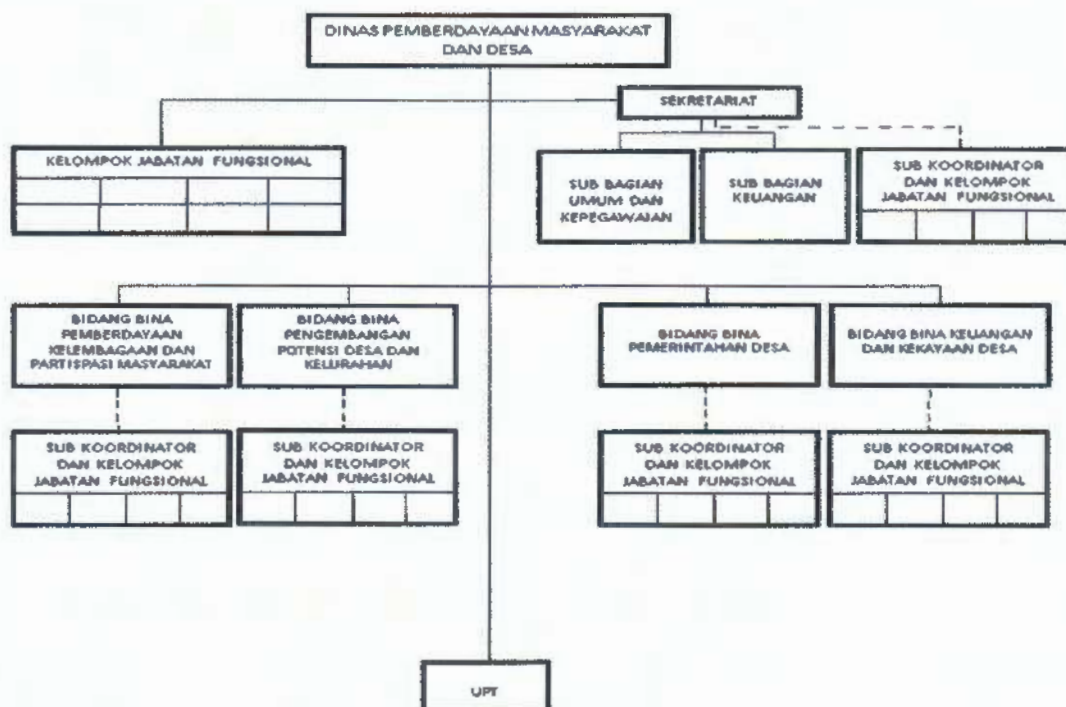 DINAS PEMBERDAYAAN MASYARAKAT
DAN DESA
SEKRETARIAT
KELOMPOK JABATAN FUNGSIONAL
SUB BAGIAN
UMUM DAN
KEPEGAWAIAN
SUB BAGIAN
KEUANGAN
SUB KOORDINATOR
DAN KELOMPOK
JABATAN FUNGSIONAL
BIDANG BINA
PEMBERDAYAAN
KELEMBAGAAN DAN
PARTISPASI MASYARAKAT
BIDANG BINA
PENGEMBANGAN
POTENSI DESA DAN
KELURAHAN
BIDANG BINA
PEMERINTAHAN DESA
BIDANG BINA KEUANGAN
DAN KEKAYAAN DESA
SUB KOORDINATOR
DAN KELOMPOK
JABATAN FUNGSIONAL
SUB KOORDINATOR
DAN KELOMPOK
JABATAN FUNGSIONAL
SUB KOORDINATOR
DAN KELOMPOK
JABATAN FUNGSIONAL
SUB KOORDINATOR
DAN KELOMPOK
JABATAN FUNGSIONAL
UPT